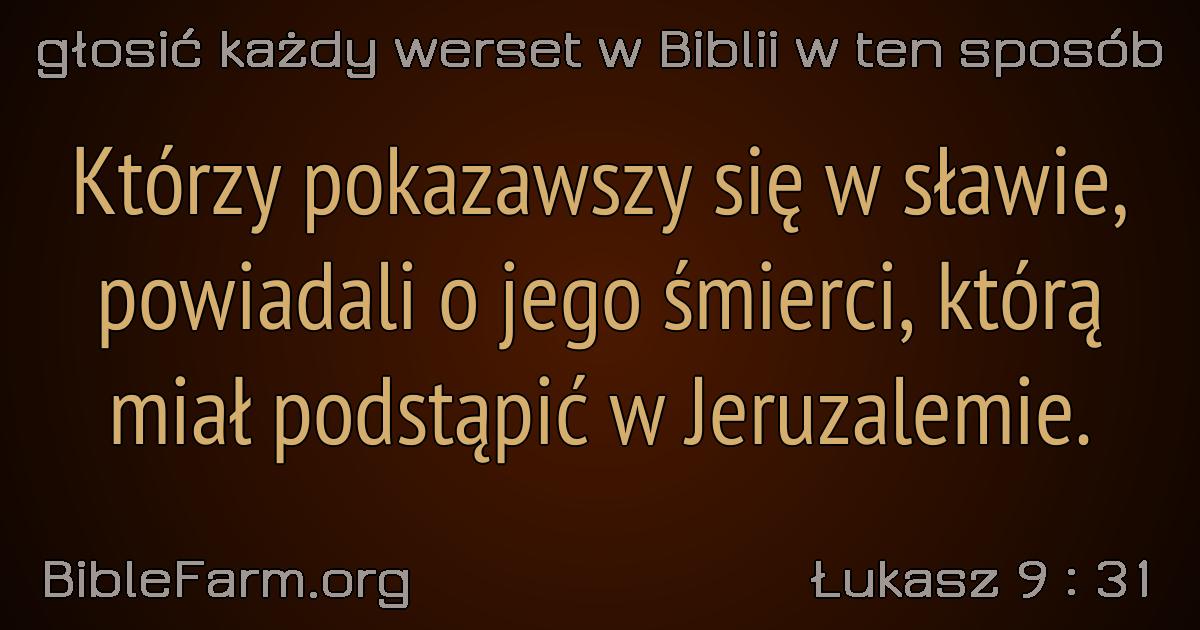 głosić każdy werset w Biblii w ten sposób
Którzy pokazawszy się w sławie,
powiadali o jego śmierci, którą
miał podstąpić w Jeruzalemie.
BibleFarm.org
Łukasz 9 : 31